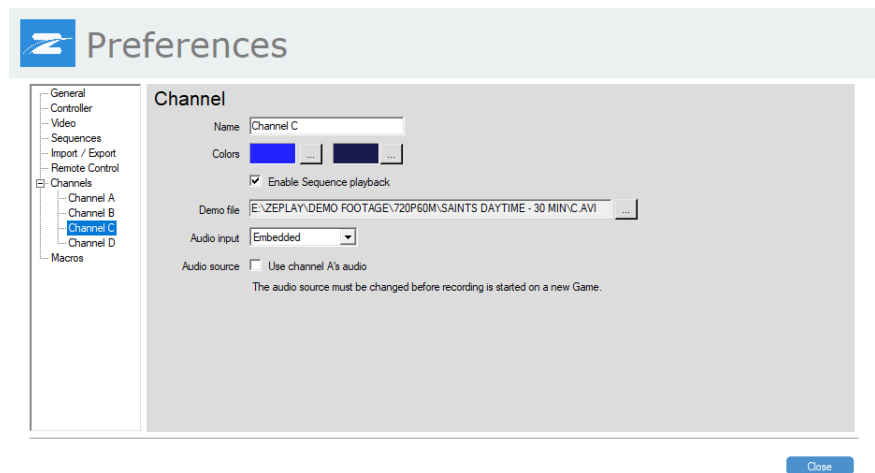 Preferences
General
Controller
Video
Sequences
Import / Export
Remote Control
Channels
Channel A
Channel B
Channel C
Channel D
Macros
Channel
Name Channel C
Colors ... ...
Enable Sequence playback
Demo file E:\ZEPLAY\DEMO FOOTAGE\720P60M\SAINTS DAYTIME - 30 MIN\C.AVI ...
Audio input Embedded
Audio source Use channel A's audio
The audio source must be changed before recording is started on a new Game.
Close